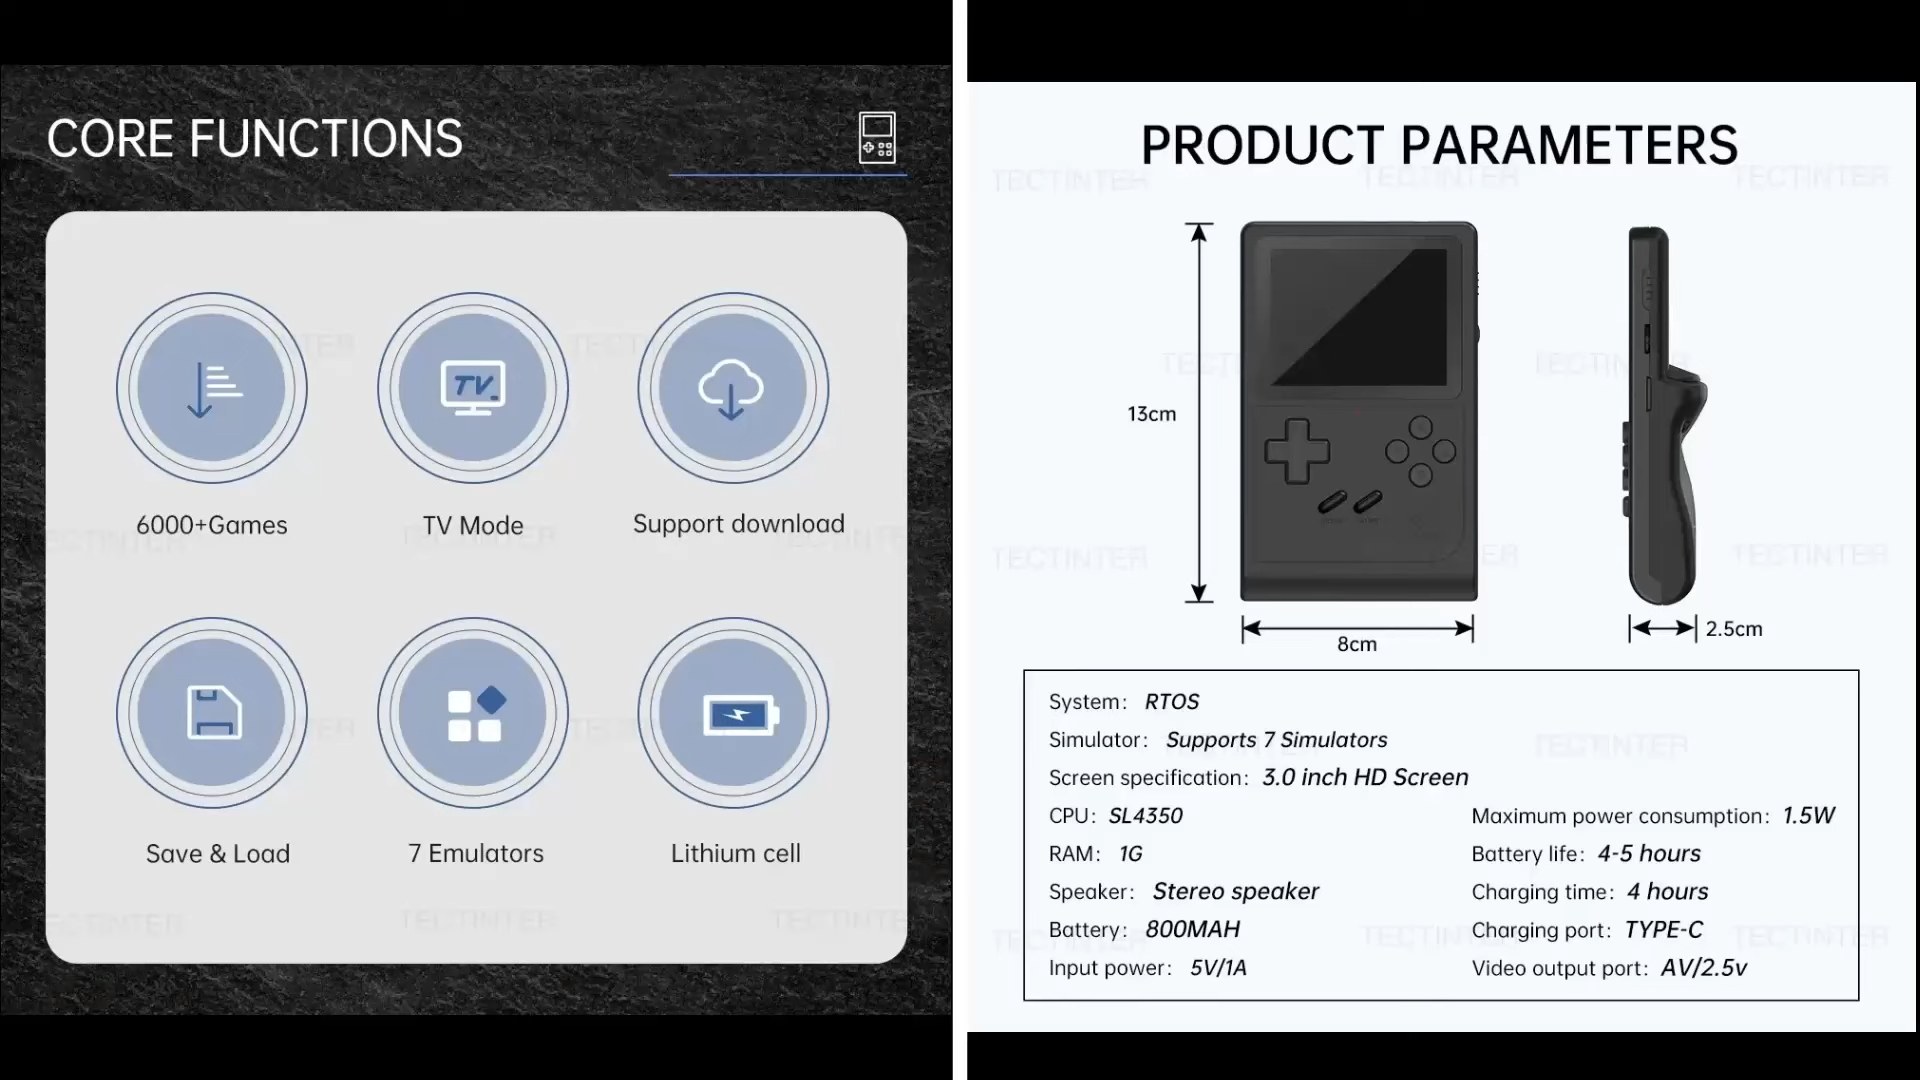 CORE FUNCTIONS
TV
6000+Games
TV Mode
Support download
Save & Load
7 Emulators
Lithium cell
PRODUCT PARAMETERS
TECTINTER
13cm
8cm
2.5cm
System: RTOS
Simulator: Supports 7 Simulators
Screen specification: 3.0 inch HD Screen
CPU: SL4350
RAM: 1G
Speaker: Stereo speaker
Battery: 800MAH
Input power: 5V/1A
Maximum power consumption: 1.5W
Battery life: 4-5 hours
Charging time: 4 hours
Charging port: TYPE-C
Video output port: AV/2.5v